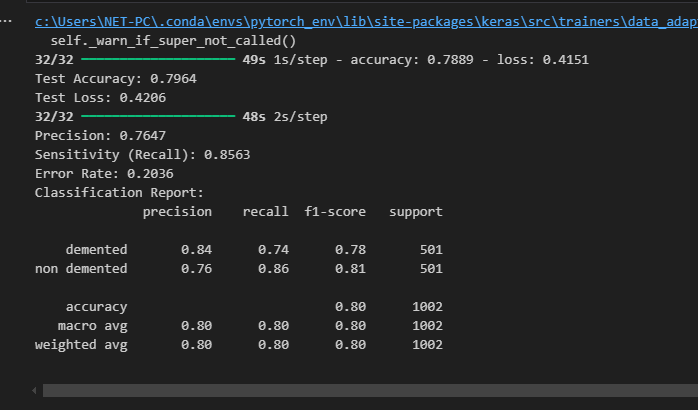 ... c:\Users\NET-PC\.conda\envs\pytorch_env\lib\site-packages\keras\src\trainers\data_adap
self._warn_if_super_not_called()
32/32 ━━━━━━━━━━━━━━━━━━━━ 49s 1s/step - accuracy: 0.7889 - loss: 0.4151
Test Accuracy: 0.7964
Test Loss: 0.4206
32/32 ━━━━━━━━━━━━━━━━━━━━ 48s 2s/step
Precision: 0.7647
Sensitivity (Recall): 0.8563
Error Rate: 0.2036
Classification Report:
precision recall f1-score support
demented 0.84 0.74 0.78 501
non demented 0.76 0.86 0.81 501
accuracy 0.80 1002
macro avg 0.80 0.80 0.80 1002
weighted avg 0.80 0.80 0.80 1002